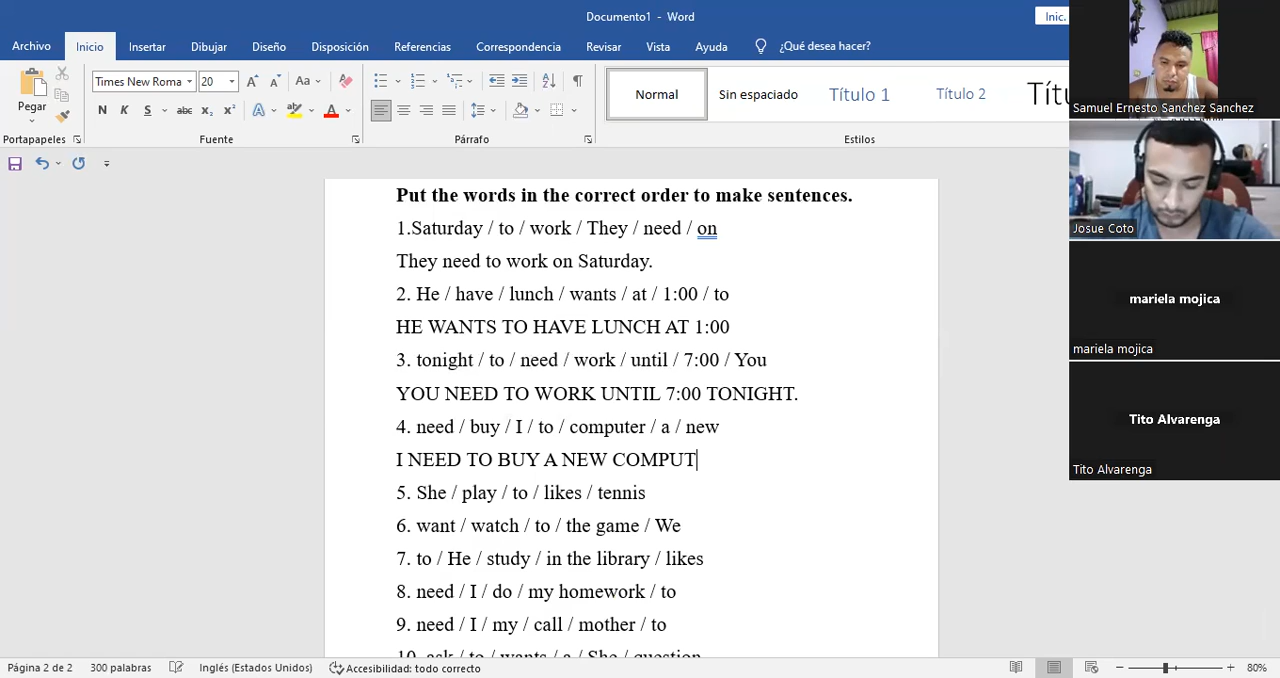 Documento1 - Word
Inic.
Archivo Inicio Insertar Dibujar Diseño Disposición Referencias Correspondencia Revisar Vista Ayuda ¿Qué desea hacer?
Times New Roma 20
Pegar
Portapapeles Fuente Párrafo Estilos
Normal Sin espaciado Título 1 Título 2 Títu
Put the words in the correct order to make sentences.
1.Saturday / to / work / They / need / on
They need to work on Saturday.
2. He / have / lunch / wants / at / 1:00 / to
HE WANTS TO HAVE LUNCH AT 1:00
3. tonight / to / need / work / until / 7:00 / You
YOU NEED TO WORK UNTIL 7:00 TONIGHT.
4. need / buy / I / to / computer / a / new
I NEED TO BUY A NEW COMPUT
5. She / play / to / likes / tennis
6. want / watch / to / the game / We
7. to / He / study / in the library / likes
8. need / I / do / my homework / to
9. need / I / my / call / mother / to
10. ask / to / wants / a / She / question
Samuel Ernesto Sanchez Sanchez
Josue Coto
mariela mojica
mariela mojica
Tito Alvarenga
Tito Alvarenga
Página 2 de 2 300 palabras Inglés (Estados Unidos) Accesibilidad: todo correcto 80%